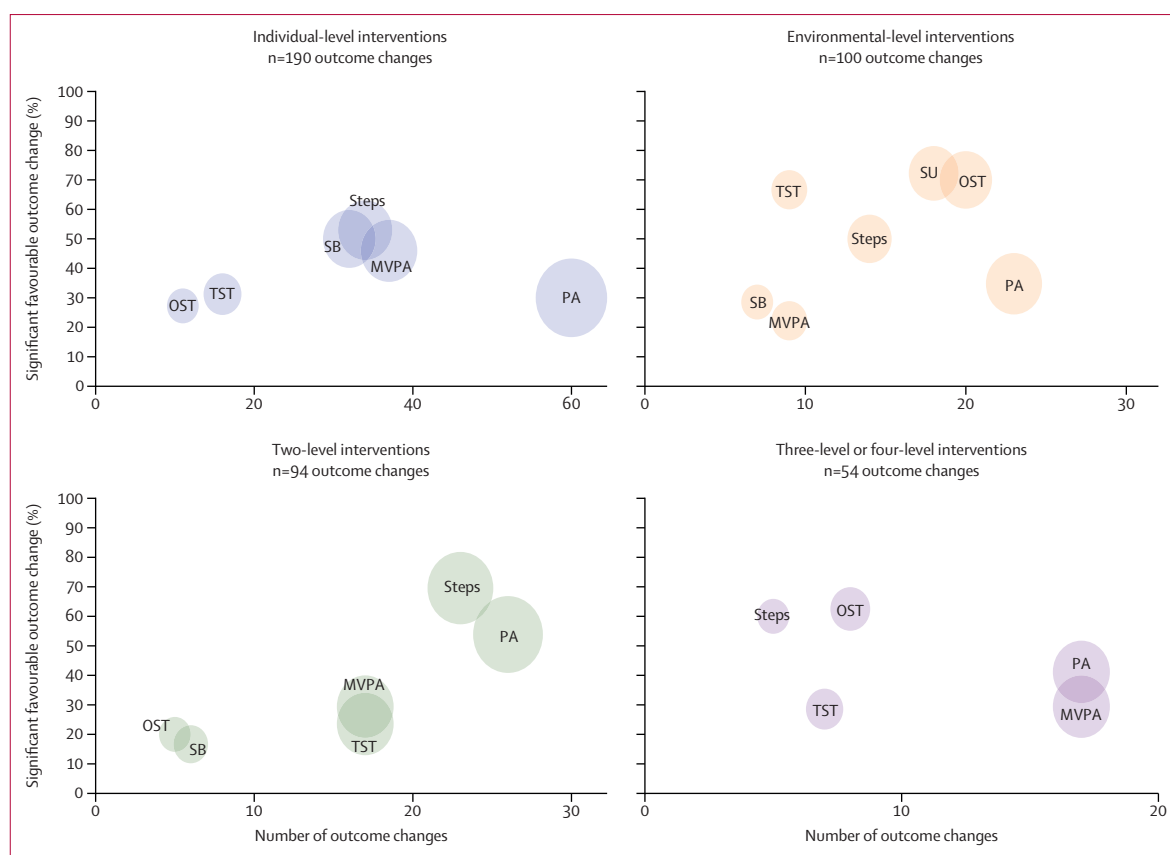 Individual-level interventions
n=190 outcome changes
Significant favourable outcome change (%)
100
90
80
70
60
50
40
30
20
10
0
0
20
40
60
OST
TST
SB
Steps
MVPA
PA
Environmental-level interventions
n=100 outcome changes
0
10
20
30
TST
SU
OST
Steps
SB
MVPA
PA
Two-level interventions
n=94 outcome changes
Significant favourable outcome change (%)
100
90
80
70
60
50
40
30
20
10
0
0
10
20
30
Number of outcome changes
OST
SB
MVPA
TST
Steps
PA
Three-level or four-level interventions
n=54 outcome changes
0
10
20
Number of outcome changes
Steps
OST
TST
PA
MVPA